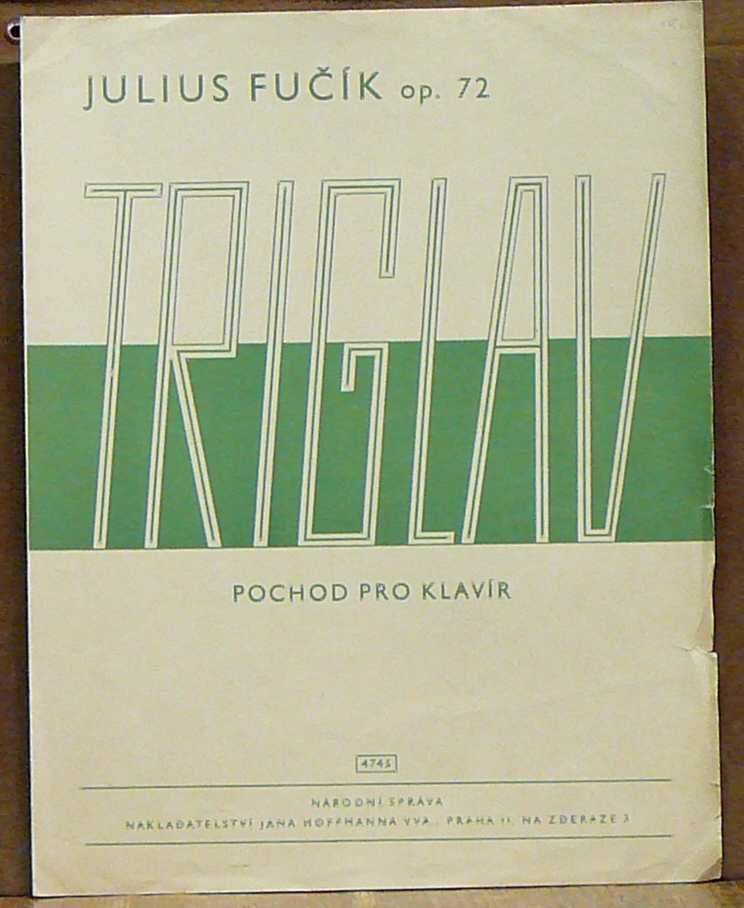 JULIUS FUČÍK op. 72
TRIGLAV
POCHOD PRO KLAVÍR
4745
NÁRODNÍ SPRÁVA
NAKLADATELSTVÍ JANA HOFFMANNA VVA., PRAHA II, NA ZDERAZE 3